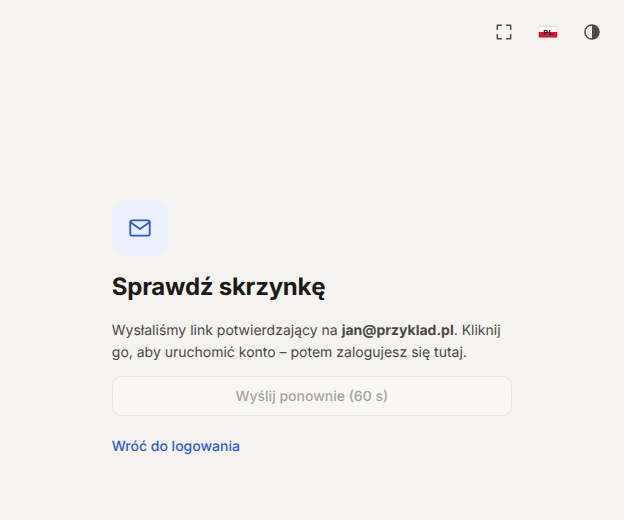 PL
Sprawdź skrzynkę
Wysłaliśmy link potwierdzający na jan@przyklad.pl. Kliknij
go, aby uruchomić konto – potem zalogujesz się tutaj.
Wyślij ponownie (60 s)
Wróć do logowania